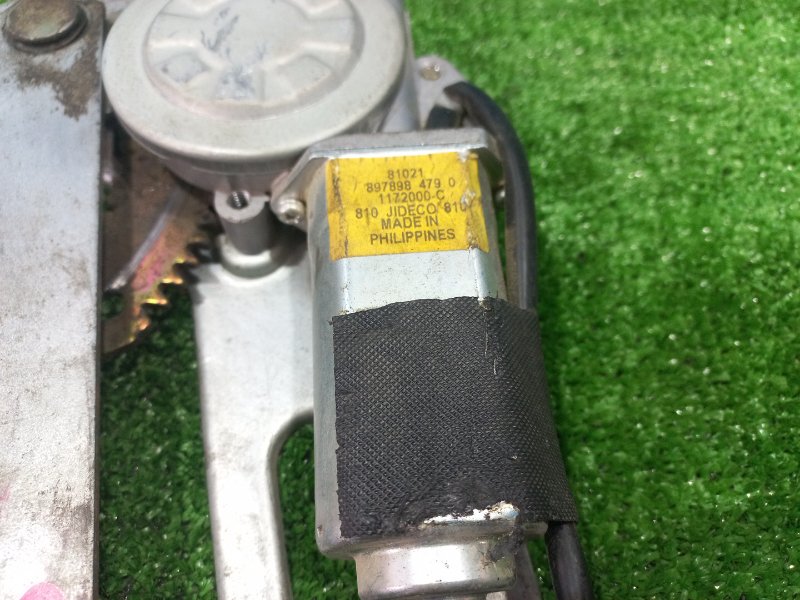 81021
897898 479 0
1172000-C
810 JIDECO 810
MADE IN
PHILIPPINES